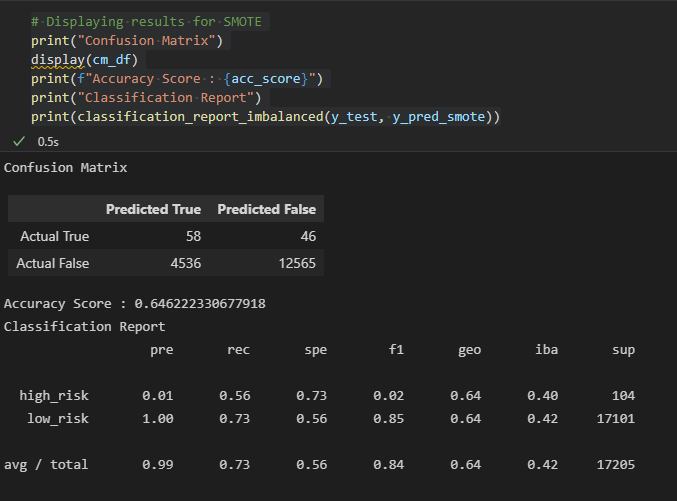 # Displaying results for SMOTE
print("Confusion Matrix")
display(cm_df)
print(f"Accuracy Score : {acc_score}")
print("Classification Report")
print(classification_report_imbalanced(y_test, y_pred_smote))
✓ 0.5s
Confusion Matrix
Predicted True Predicted False
Actual True 58 46
Actual False 4536 12565
Accuracy Score : 0.646222330677918
Classification Report
pre rec spe f1 geo iba sup
high_risk 0.01 0.56 0.73 0.02 0.64 0.40 104
low_risk 1.00 0.73 0.56 0.85 0.64 0.42 17101
avg / total 0.99 0.73 0.56 0.84 0.64 0.42 17205